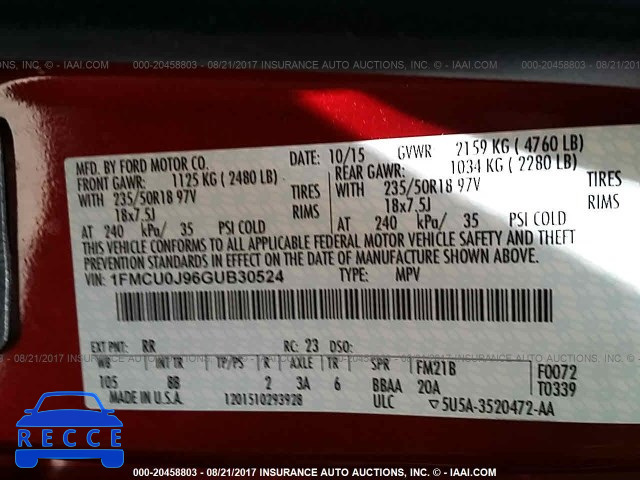 000-20458803 - 08/21/2017 INSURANCE AUTO AUCTIONS, INC. © - IAAI.COM
MFD. BY FORD MOTOR CO.
DATE: 10/15 GVWR 2159 KG ( 4760 LB)
FRONT GAWR: 1125 KG ( 2480 LB) REAR GAWR: 1034 KG ( 2280 LB)
WITH 235/50R18 97V TIRES WITH 235/50R18 97V TIRES
18x7.5J RIMS 18x7.5J RIMS
AT 240 kPa/ 35 PSI COLD AT 240 kPa/ 35 PSI COLD
THIS VEHICLE CONFORMS TO ALL APPLICABLE FEDERAL MOTOR VEHICLE SAFETY AND THEFT
PREVENTION STANDARDS IN EFFECT ON THE DATE OF MANUFACTURE SHOWN ABOVE.
VIN: 1FMCU0J96GUB30524 TYPE: MPV
EXT PNT: RR RC: 23 DSO:
WB INT TR TP/PS R AXLE TR SPR FM21B F0072
105 BB 2 3A 6 BBAA 20A T0339
MADE IN U.S.A. 1201510293928 ULC ▽5U5A-3520472-AA
RECCE
000-20458803 - 08/21/2017 INSURANCE AUTO AUCTIONS, INC. © - IAAI.COM